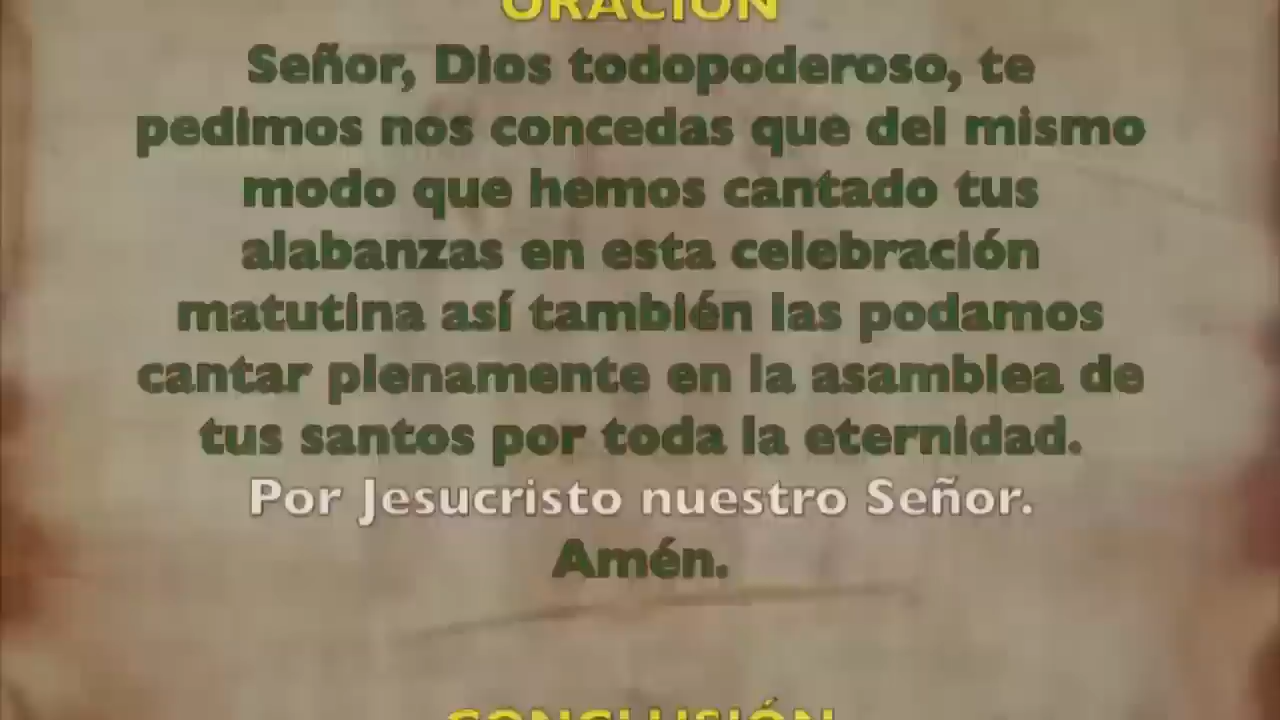 ORACIÓN
Señor, Dios todopoderoso, te
pedimos nos concedas que del mismo
modo que hemos cantado tus
alabanzas en esta celebración
matutina así también las podamos
cantar plenamente en la asamblea de
tus santos por toda la eternidad.
Por Jesucristo nuestro Señor.
Amén.
CONCLUSIÓN